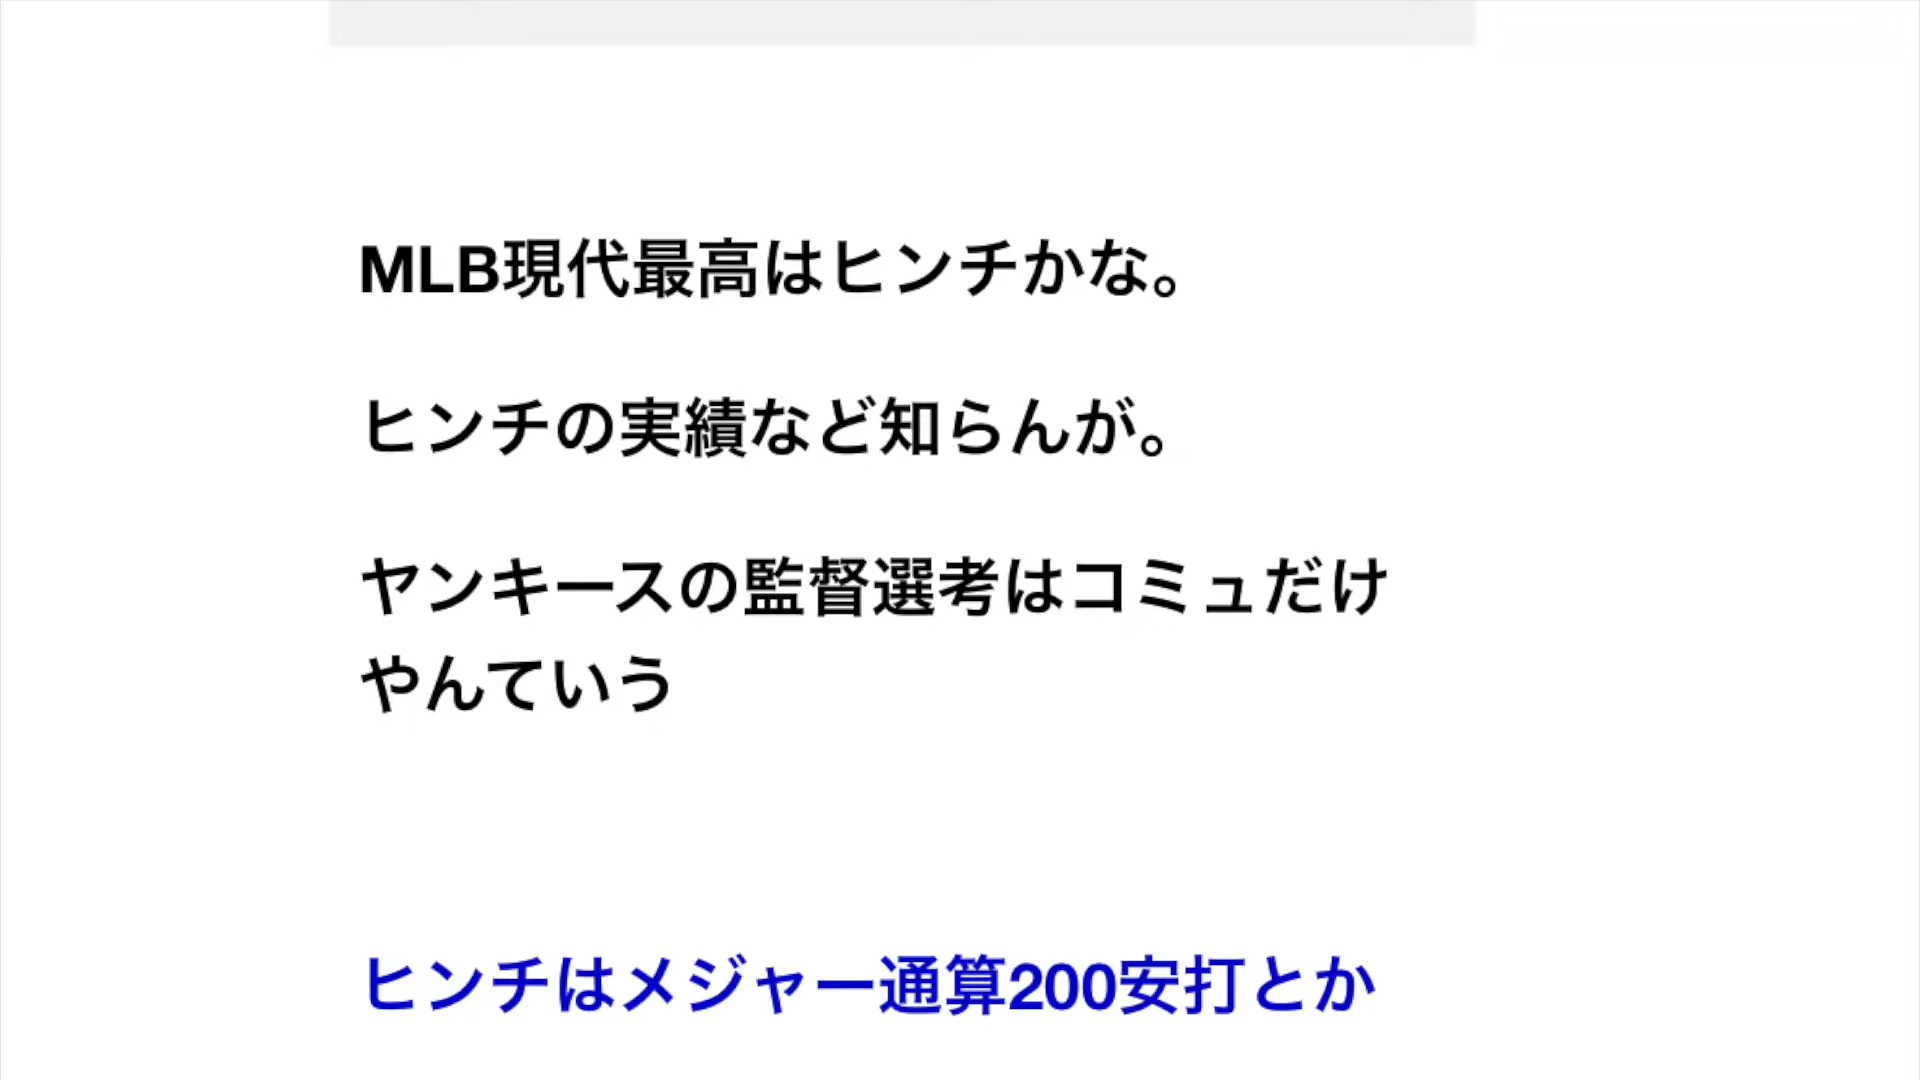 MLB現代最高はヒンチかな。
ヒンチの実績など知らんが。
ヤンキースの監督選考はコミュだけ
やんていう
ヒンチはメジャー通算200安打とか